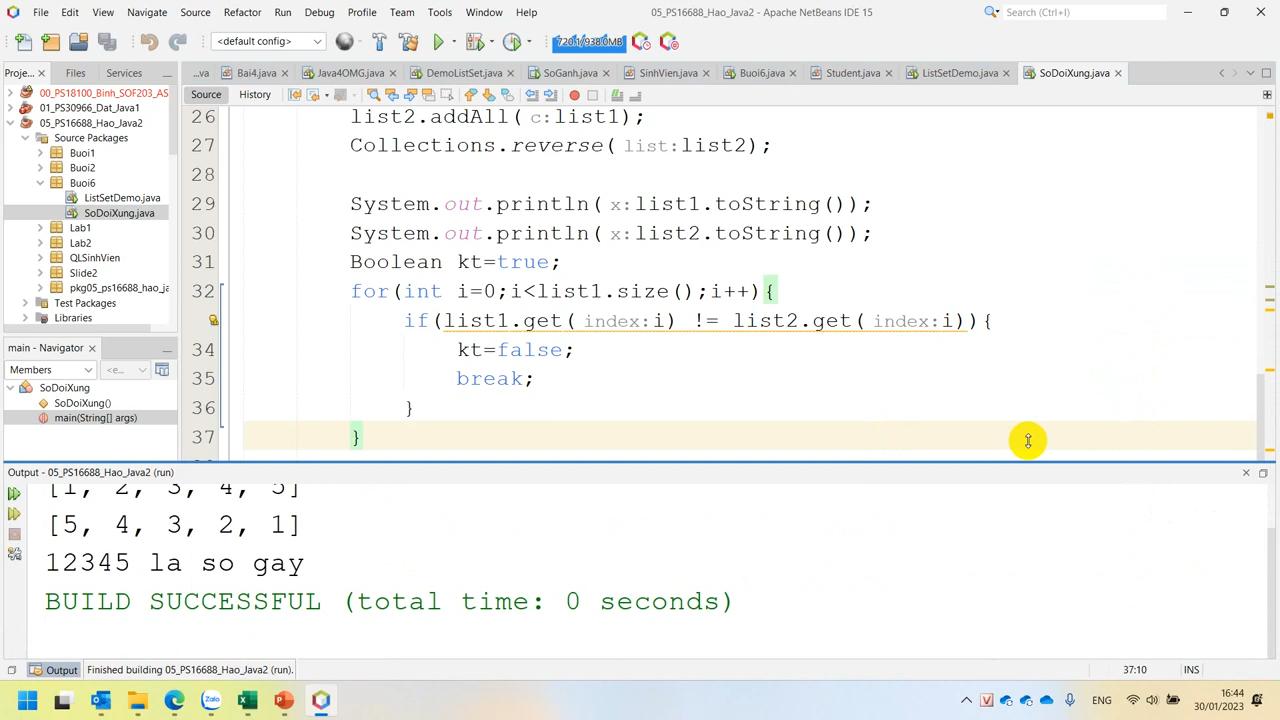 File Edit View Navigate Source Refactor Run Debug Profile Team Tools Window Help 05_PS16688_Hao_Java2 - Apache NetBeans IDE 15 Search (Ctrl+I)
<default config> 720.1/938.0MB
Proje... Files Services ...va Bai4.java Java4OMG.java DemoListSet.java SoGanh.java SinhVien.java Buoi6.java Student.java ListSetDemo.java SoDoiXung.java
00_PS18100_Binh_SOF203_AS
01_PS30966_Dat_Java1
05_PS16688_Hao_Java2
Source Packages
Buoi1
Buoi2
Buoi6
ListSetDemo.java
SoDoiXung.java
Lab1
Lab2
QLSinhVien
Slide2
pkg05_ps16688_ha
Test Packages
Libraries
main - Navigator
Members <e...
SoDoiXung
SoDoiXung()
main(String[] args)
Source History
26 list2.addAll( c:list1);
27 Collections.reverse( list:list2);
28
29 System.out.println( x:list1.toString());
30 System.out.println( x:list2.toString());
31 Boolean kt=true;
32 for(int i=0;i<list1.size();i++){
if(list1.get( index:i) != list2.get( index:i)){
34 kt=false;
35 break;
36 }
37 }
Output - 05_PS16688_Hao_Java2 (run)
[1, 2, 3, 4, 5]
[5, 4, 3, 2, 1]
12345 la so gay
BUILD SUCCESSFUL (total time: 0 seconds)
Output Finished building 05_PS16688_Hao_Java2 (run). 37:10 INS
Zalo ENG 16:44
30/01/2023